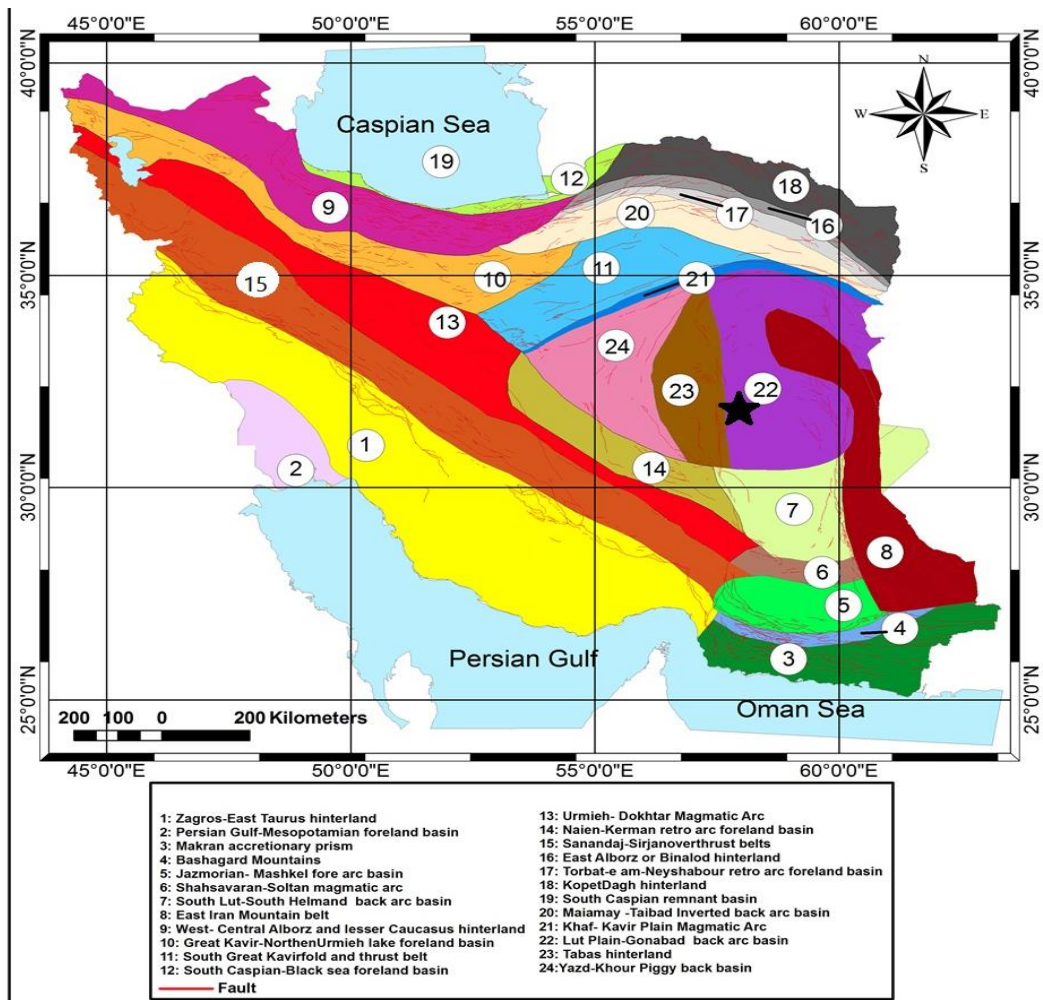 45°0'0"E 50°0'0"E 55°0'0"E 60°0'0"E
40°0'0"N 40°0'0"N
N
W E
S
Caspian Sea
19
12
18
9
20
17
16
10
11
15
21
13
24
23
22
1
2
14
7
8
6
5
4
3
35°0'0"N 35°0'0"N
30°0'0"N 30°0'0"N
25°0'0"N 25°0'0"N
Persian Gulf
Oman Sea
200 100 0 200 Kilometers
45°0'0"E 50°0'0"E 55°0'0"E 60°0'0"E
1: Zagros-East Taurus hinterland
2: Persian Gulf-Mesopotamian foreland basin
3: Makran accretionary prism
4: Bashagard Mountains
5: Jazmorian- Mashkel fore arc basin
6: Shahsavaran-Soltan magmatic arc
7: South Lut-South Helmand back arc basin
8: East Iran Mountain belt
9: West- Central Alborz and lesser Caucasus hinterland
10: Great Kavir-NorthenUrmieh lake foreland basin
11: South Great Kavirfold and thrust belt
12: South Caspian-Black sea foreland basin
Fault
13: Urmieh- Dokhtar Magmatic Arc
14: Naien-Kerman retro arc foreland basin
15: Sanandaj-Sirjanoverthrust belts
16: East Alborz or Binalod hinterland
17: Torbat-e am-Neyshabour retro arc foreland basin
18: KopetDagh hinterland
19: South Caspian remnant basin
20: Maiamay -Taibad Inverted back arc basin
21: Khaf- Kavir Plain Magmatic Arc
22: Lut Plain-Gonabad back arc basin
23: Tabas hinterland
24:Yazd-Khour Piggy back basin